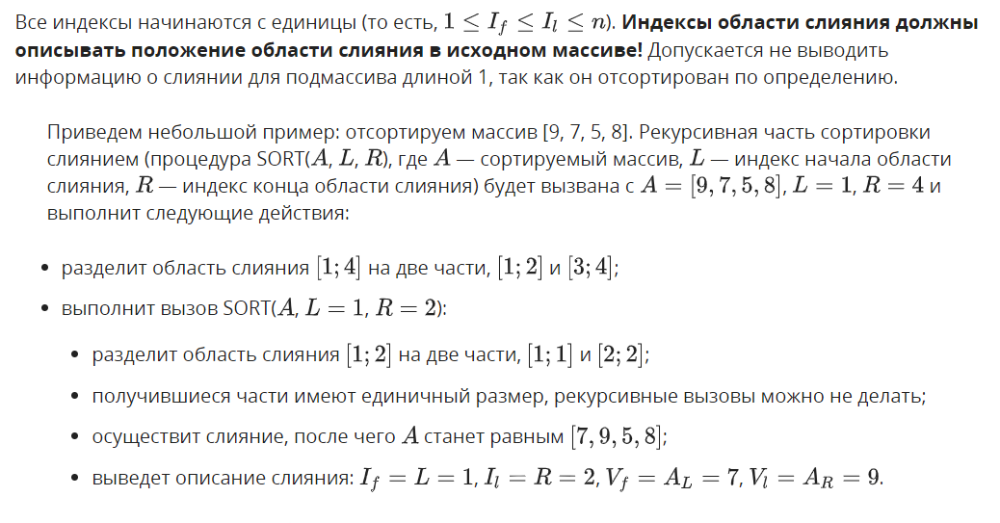 Все индексы начинаются с единицы (то есть, $1 \leq I_f \leq I_l \leq n$). Индексы области слияния должны
описывать положение области слияния в исходном массиве! Допускается не выводить
информацию о слиянии для подмассива длиной 1, так как он отсортирован по определению.
Приведем небольшой пример: отсортируем массив [9, 7, 5, 8]. Рекурсивная часть сортировки
слиянием (процедура SORT($A$, $L$, $R$), где $A$ — сортируемый массив, $L$ — индекс начала области
слияния, $R$ — индекс конца области слияния) будет вызвана с $A = [9, 7, 5, 8]$, $L = 1$, $R = 4$ и
выполнит следующие действия:
• разделит область слияния $[1; 4]$ на две части, $[1; 2]$ и $[3; 4]$;
• выполнит вызов SORT($A$, $L = 1$, $R = 2$):
• разделит область слияния $[1; 2]$ на две части, $[1; 1]$ и $[2; 2]$;
• получившиеся части имеют единичный размер, рекурсивные вызовы можно не делать;
• осуществит слияние, после чего $A$ станет равным $[7, 9, 5, 8]$;
• выведет описание слияния: $I_f = L = 1$, $I_l = R = 2$, $V_f = A_L = 7$, $V_l = A_R = 9$.